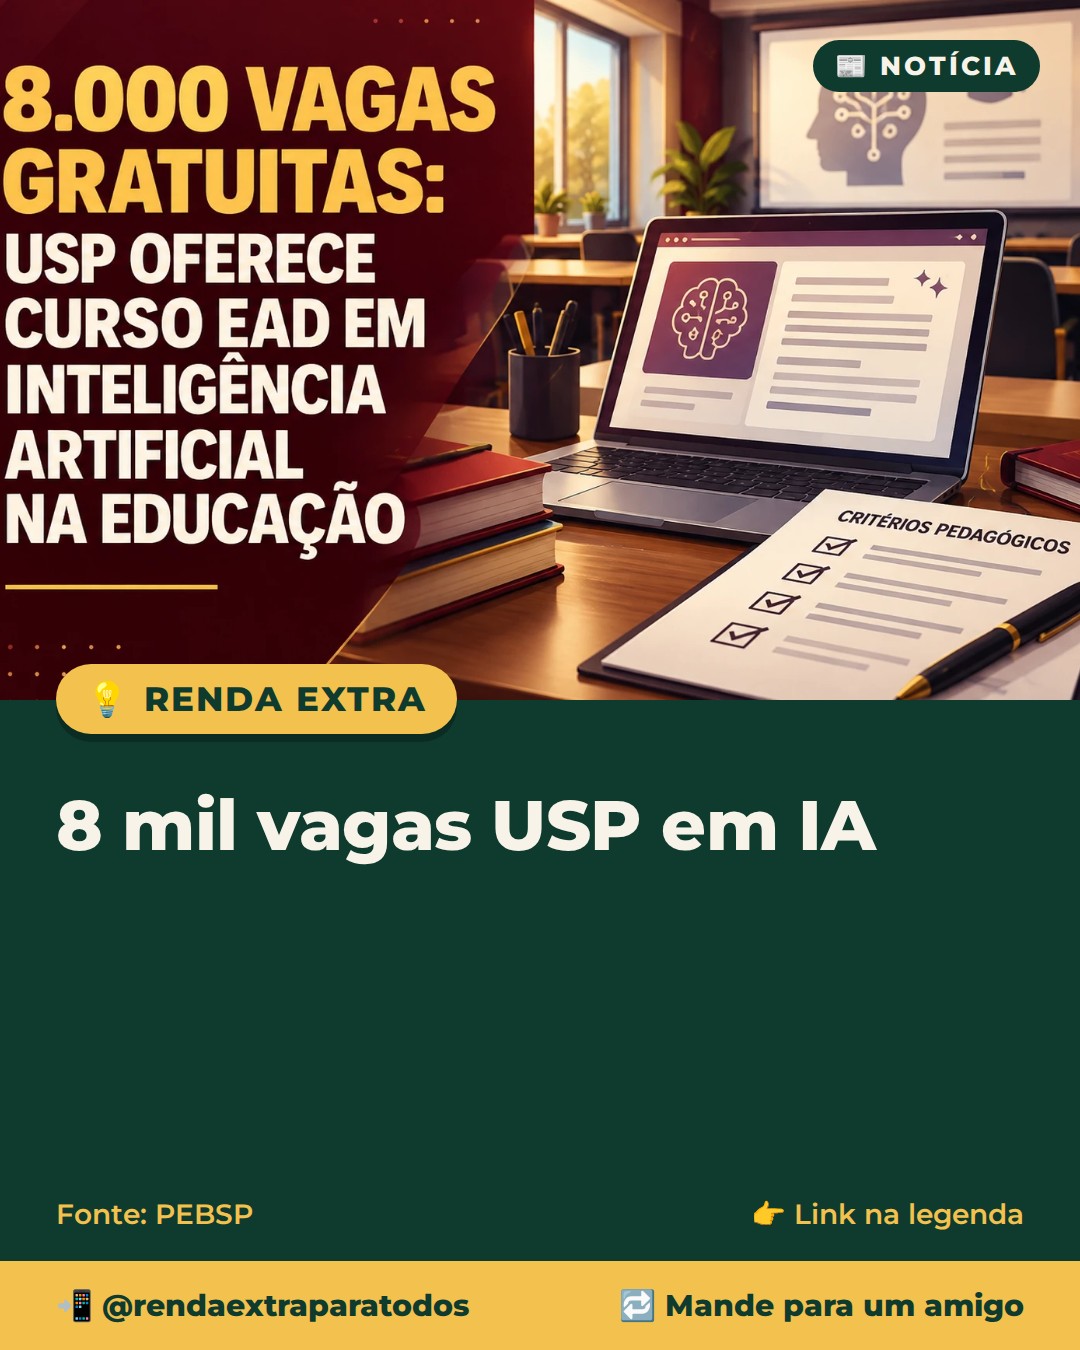 8.000 VAGAS
GRATUITAS:
USP OFERECE
CURSO EAD EM
INTELIGÊNCIA
ARTIFICIAL
NA EDUCAÇÃO
📰 NOTÍCIA
CRITÉRIOS PEDAGÓGICOS
💡 RENDA EXTRA
8 mil vagas USP em IA
Fonte: PEBSP
👉 Link na legenda
📲 @rendaextraparatodos
🔁 Mande para um amigo